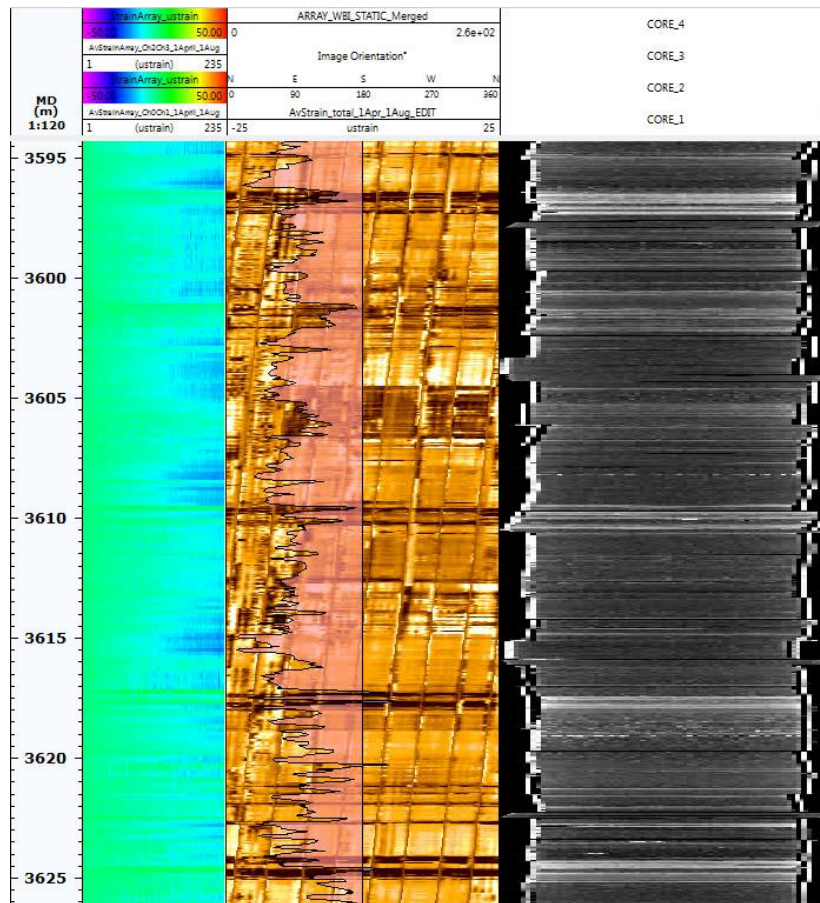 StrainArray_ustrain
-50.00 50.00
AvStrainArray_Ch2Ch3_1April_1Aug
1 (ustrain) 235
StrainArray_ustrain
-50.00 50.00
AvStrainArray_Ch0Ch1_1April_1Aug
1 (ustrain) 235
MD
(m)
1:120
ARRAY_WBI_STATIC_Merged
0 2.6e+02
Image Orientation*
N E S W N
0 90 180 270 360
AvStrain_total_1Apr_1Aug_EDIT
-25 ustrain 25
CORE_4
CORE_3
CORE_2
CORE_1
3595
3600
3605
3610
3615
3620
3625